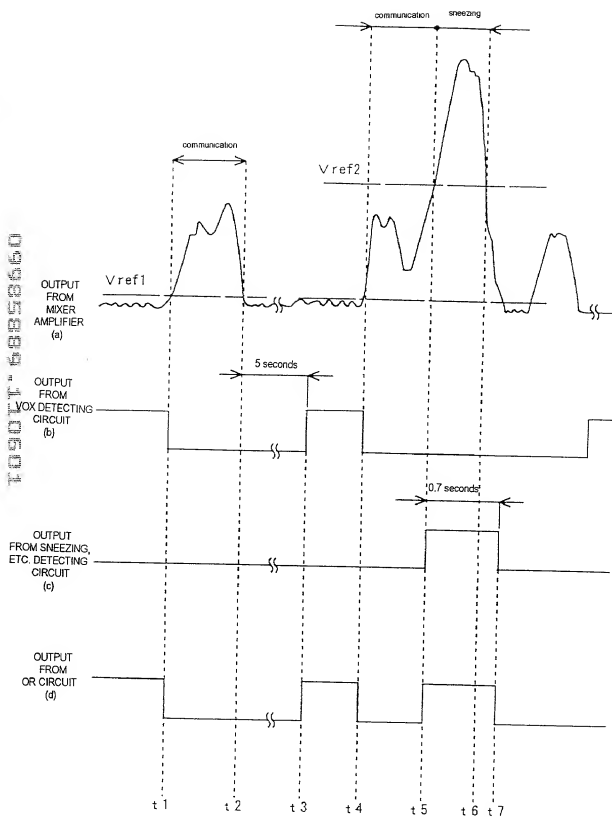 communication
sneezing
communication
Vref2
Vref1
OUTPUT
FROM
MIXER
AMPLIFIER
(a)
5 seconds
OUTPUT
FROM
VOX DETECTING
CIRCUIT
(b)
0.7 seconds
OUTPUT
FROM SNEEZING,
ETC. DETECTING
CIRCUIT
(c)
OUTPUT
FROM
OR CIRCUIT
(d)
t1 t2 t3 t4 t5 t6 t7